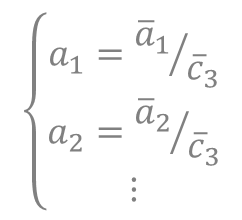 a₁ = ā₁/c̄₃
a₂ = ā₂/c̄₃
⋮